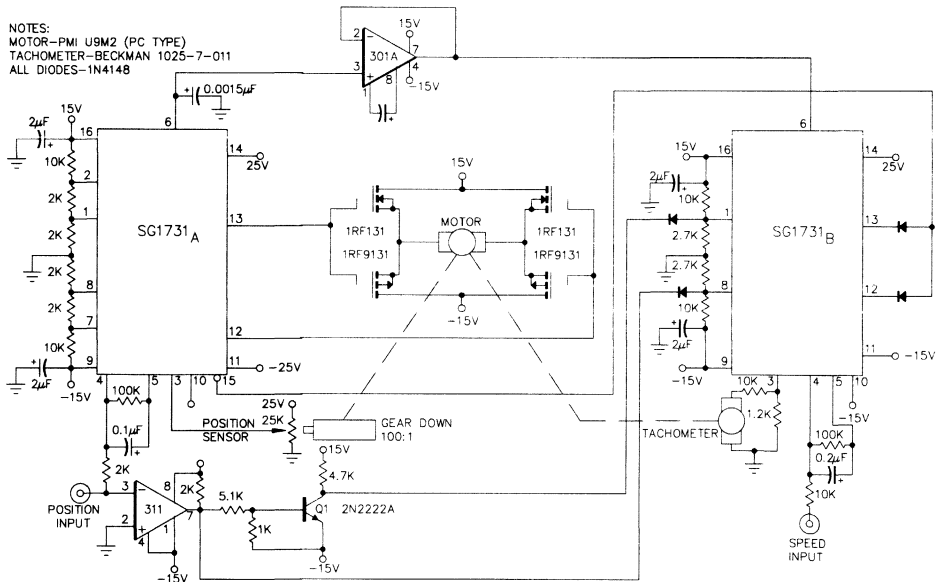 NOTES:
MOTOR-PMI U9M2 (PC TYPE)
TACHOMETER-BECKMAN 1025-7-011
ALL DIODES-1N4148
15V
2
7
301A
3
+
4
1
8
-15V
+
0.0015µF
6
2µF
15V
16
10K
2
2K
1
2K
2K
8
2K
7
10K
9
2µF
-15V
SG1731A
14
25V
13
12
11
-25V
4
5
3
10
15
15V
1RF131
1RF9131
MOTOR
1RF131
1RF9131
-15V
100K
0.1µF
2K
POSITION
SENSOR
25V
25K
GEAR DOWN
100:1
15V
4.7K
POSITION
INPUT
3
8
2K
311
7
2
4
1
-15V
5.1K
1K
Q1
2N2222A
-15V
6
15V
16
2µF
10K
1
2.7K
2.7K
8
10K
2µF
-15V
9
SG1731B
14
25V
13
12
11
-15V
3
4
5
10
-15V
10K
1.2K
TACHOMETER
100K
0.2µF
10K
SPEED
INPUT